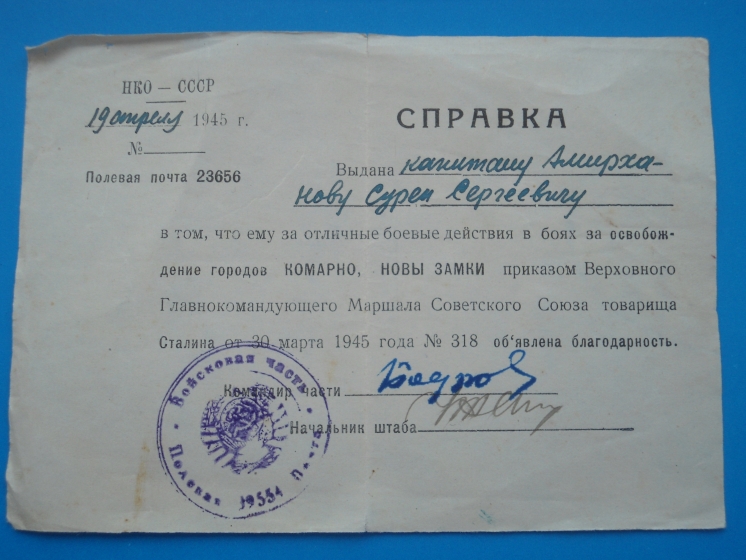 НКО — СССР
19 апреля 1945 г.
№
Полевая почта 23656
СПРАВКА
Выдана капитану Амирха-
нову Сурен Сергеевичу
в том, что ему за отличные боевые действия в боях за освобож-
дение городов КОМАРНО, НОВЫ ЗАМКИ приказом Верховного
Главнокомандующего Маршала Советского Союза товарища
Сталина от 30 марта 1945 года № 318 об‘явлена благодарность.
Командир части
Начальник штаба
Войсковая часть
Полевая Почта
19554